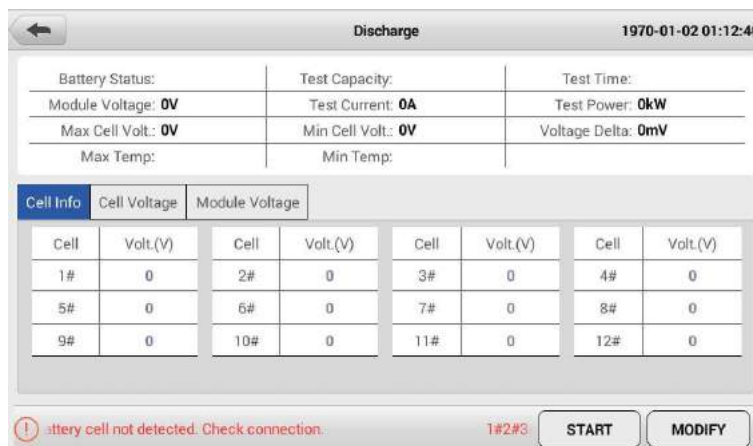 Discharge 1970-01-02 01:12:4
Battery Status: Test Capacity: Test Time:
Module Voltage: 0V Test Current: 0A Test Power: 0kW
Max Cell Volt.: 0V Min Cell Volt.: 0V Voltage Delta: 0mV
Max Temp: Min Temp:
Cell Info Cell Voltage Module Voltage
Cell Volt.(V) Cell Volt.(V) Cell Volt.(V) Cell Volt.(V)
1# 0 2# 0 3# 0 4# 0
5# 0 6# 0 7# 0 8# 0
9# 0 10# 0 11# 0 12# 0
ttery cell not detected. Check connection. 1#2#3 START MODIFY